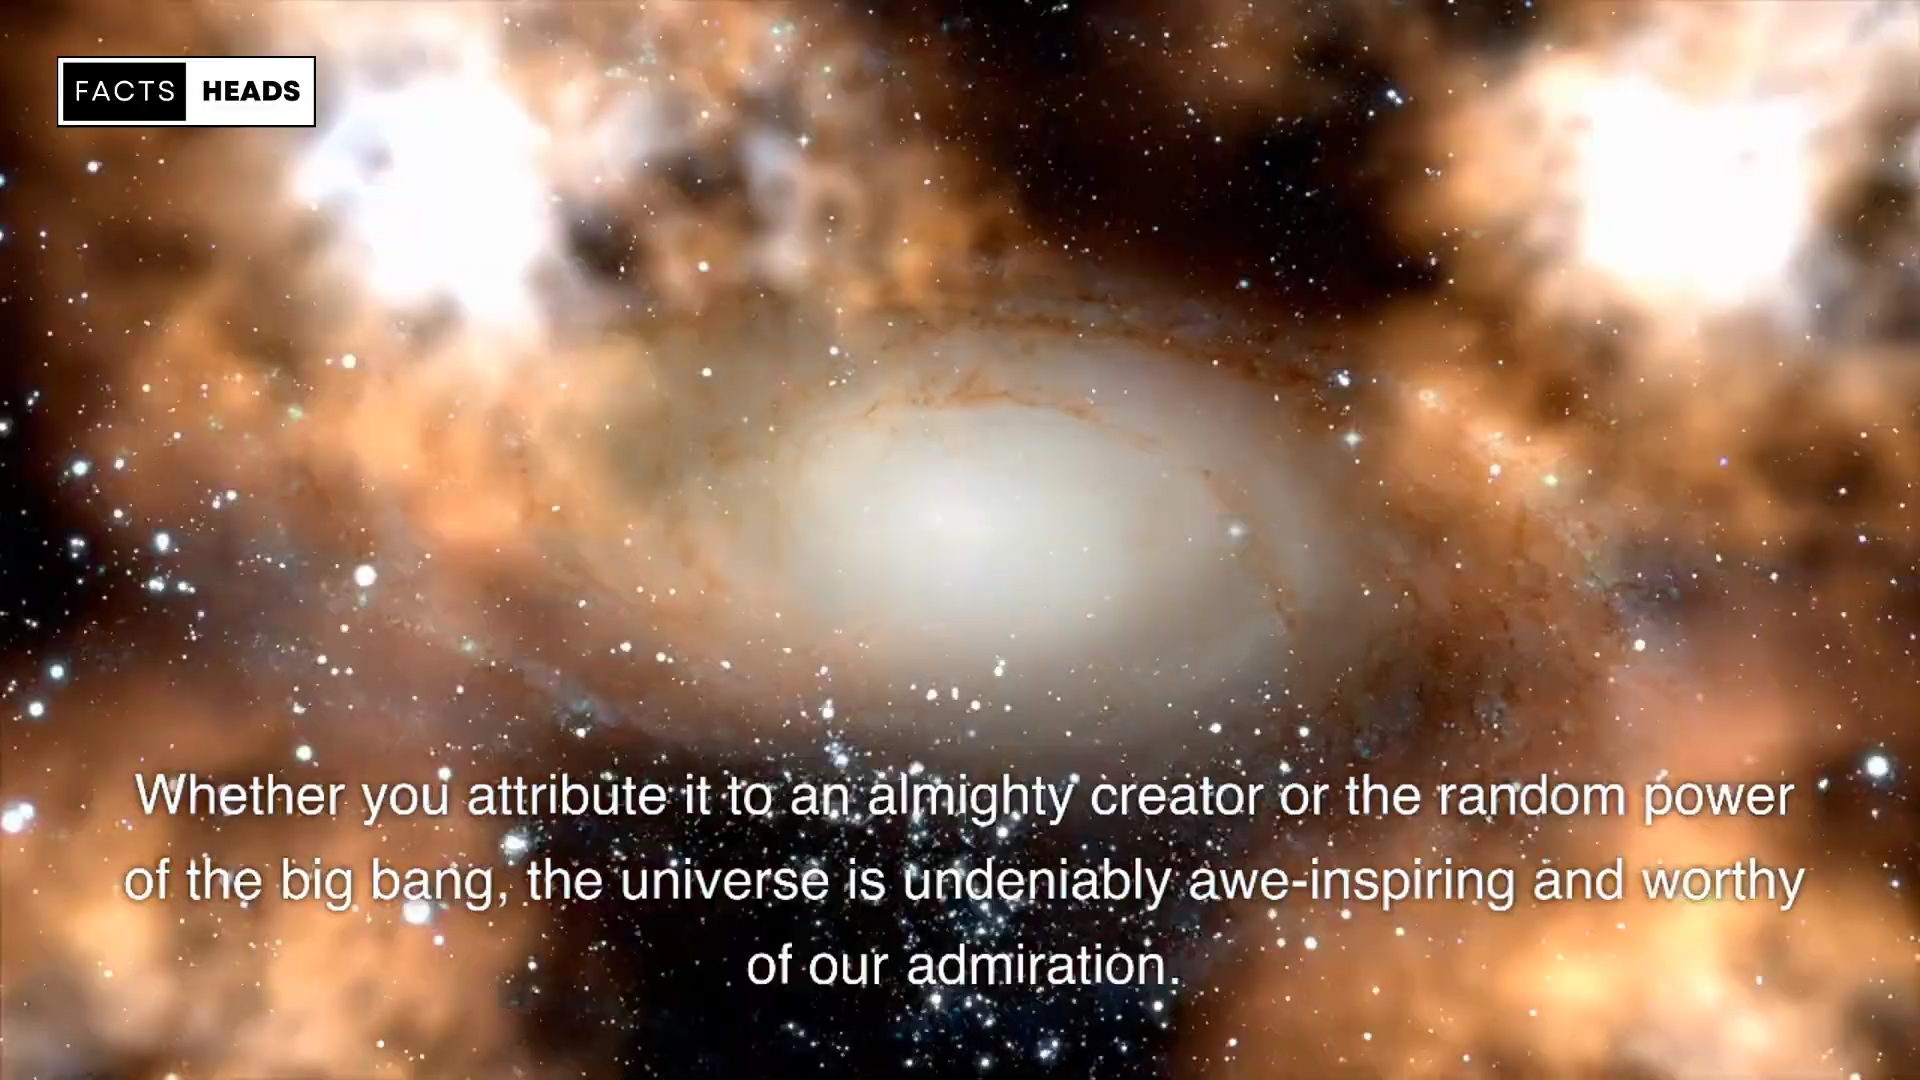 FACTS HEADS
Whether you attribute it to an almighty creator or the random power
of the big bang, the universe is undeniably awe-inspiring and worthy
of our admiration.